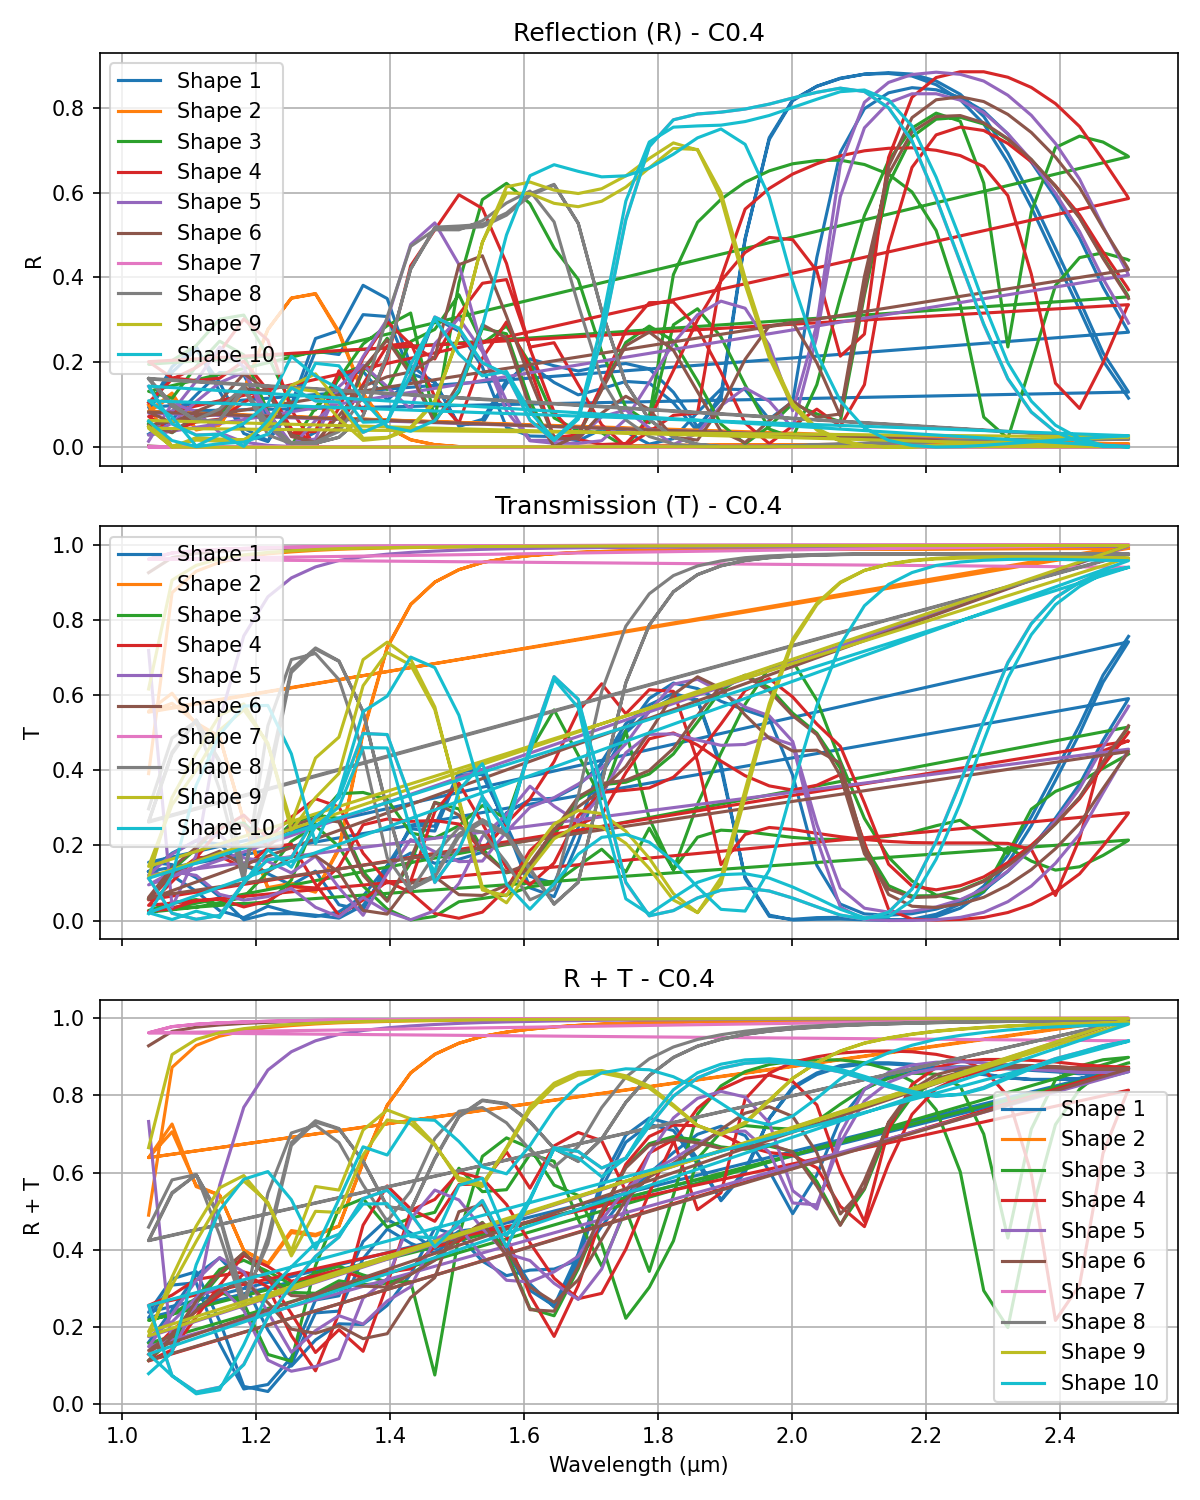 Reflection (R) - C0.4
R
0.8
0.6
0.4
0.2
0.0
Shape 1
Shape 2
Shape 3
Shape 4
Shape 5
Shape 6
Shape 7
Shape 8
Shape 9
Shape 10
Transmission (T) - C0.4
T
1.0
0.8
0.6
0.4
0.2
0.0
Shape 1
Shape 2
Shape 3
Shape 4
Shape 5
Shape 6
Shape 7
Shape 8
Shape 9
Shape 10
R + T - C0.4
R + T
1.0
0.8
0.6
0.4
0.2
0.0
Shape 1
Shape 2
Shape 3
Shape 4
Shape 5
Shape 6
Shape 7
Shape 8
Shape 9
Shape 10
1.0 1.2 1.4 1.6 1.8 2.0 2.2 2.4
Wavelength (μm)